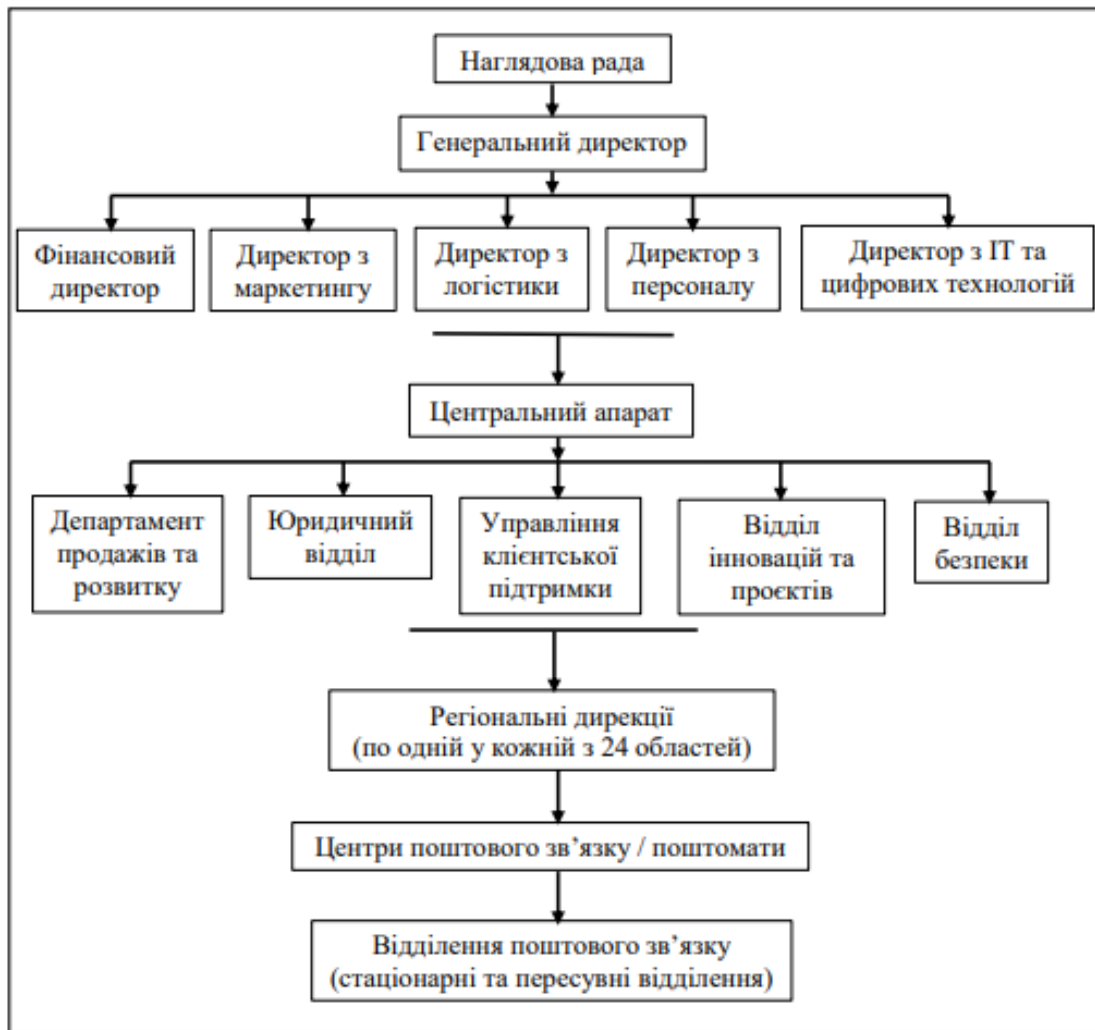 Наглядова рада
Генеральний директор
Фінансовий
директор
Директор з
маркетингу
Директор з
логістики
Директор з
персоналу
Директор з ІТ та
цифрових технологій
Центральний апарат
Департамент
продажів та
розвитку
Юридичний
відділ
Управління
клієнтської
підтримки
Відділ
інновацій та
проєктів
Відділ
безпеки
Регіональні дирекції
(по одній у кожній з 24 областей)
Центри поштового зв’язку / поштомати
Відділення поштового зв’язку
(стаціонарні та пересувні відділення)